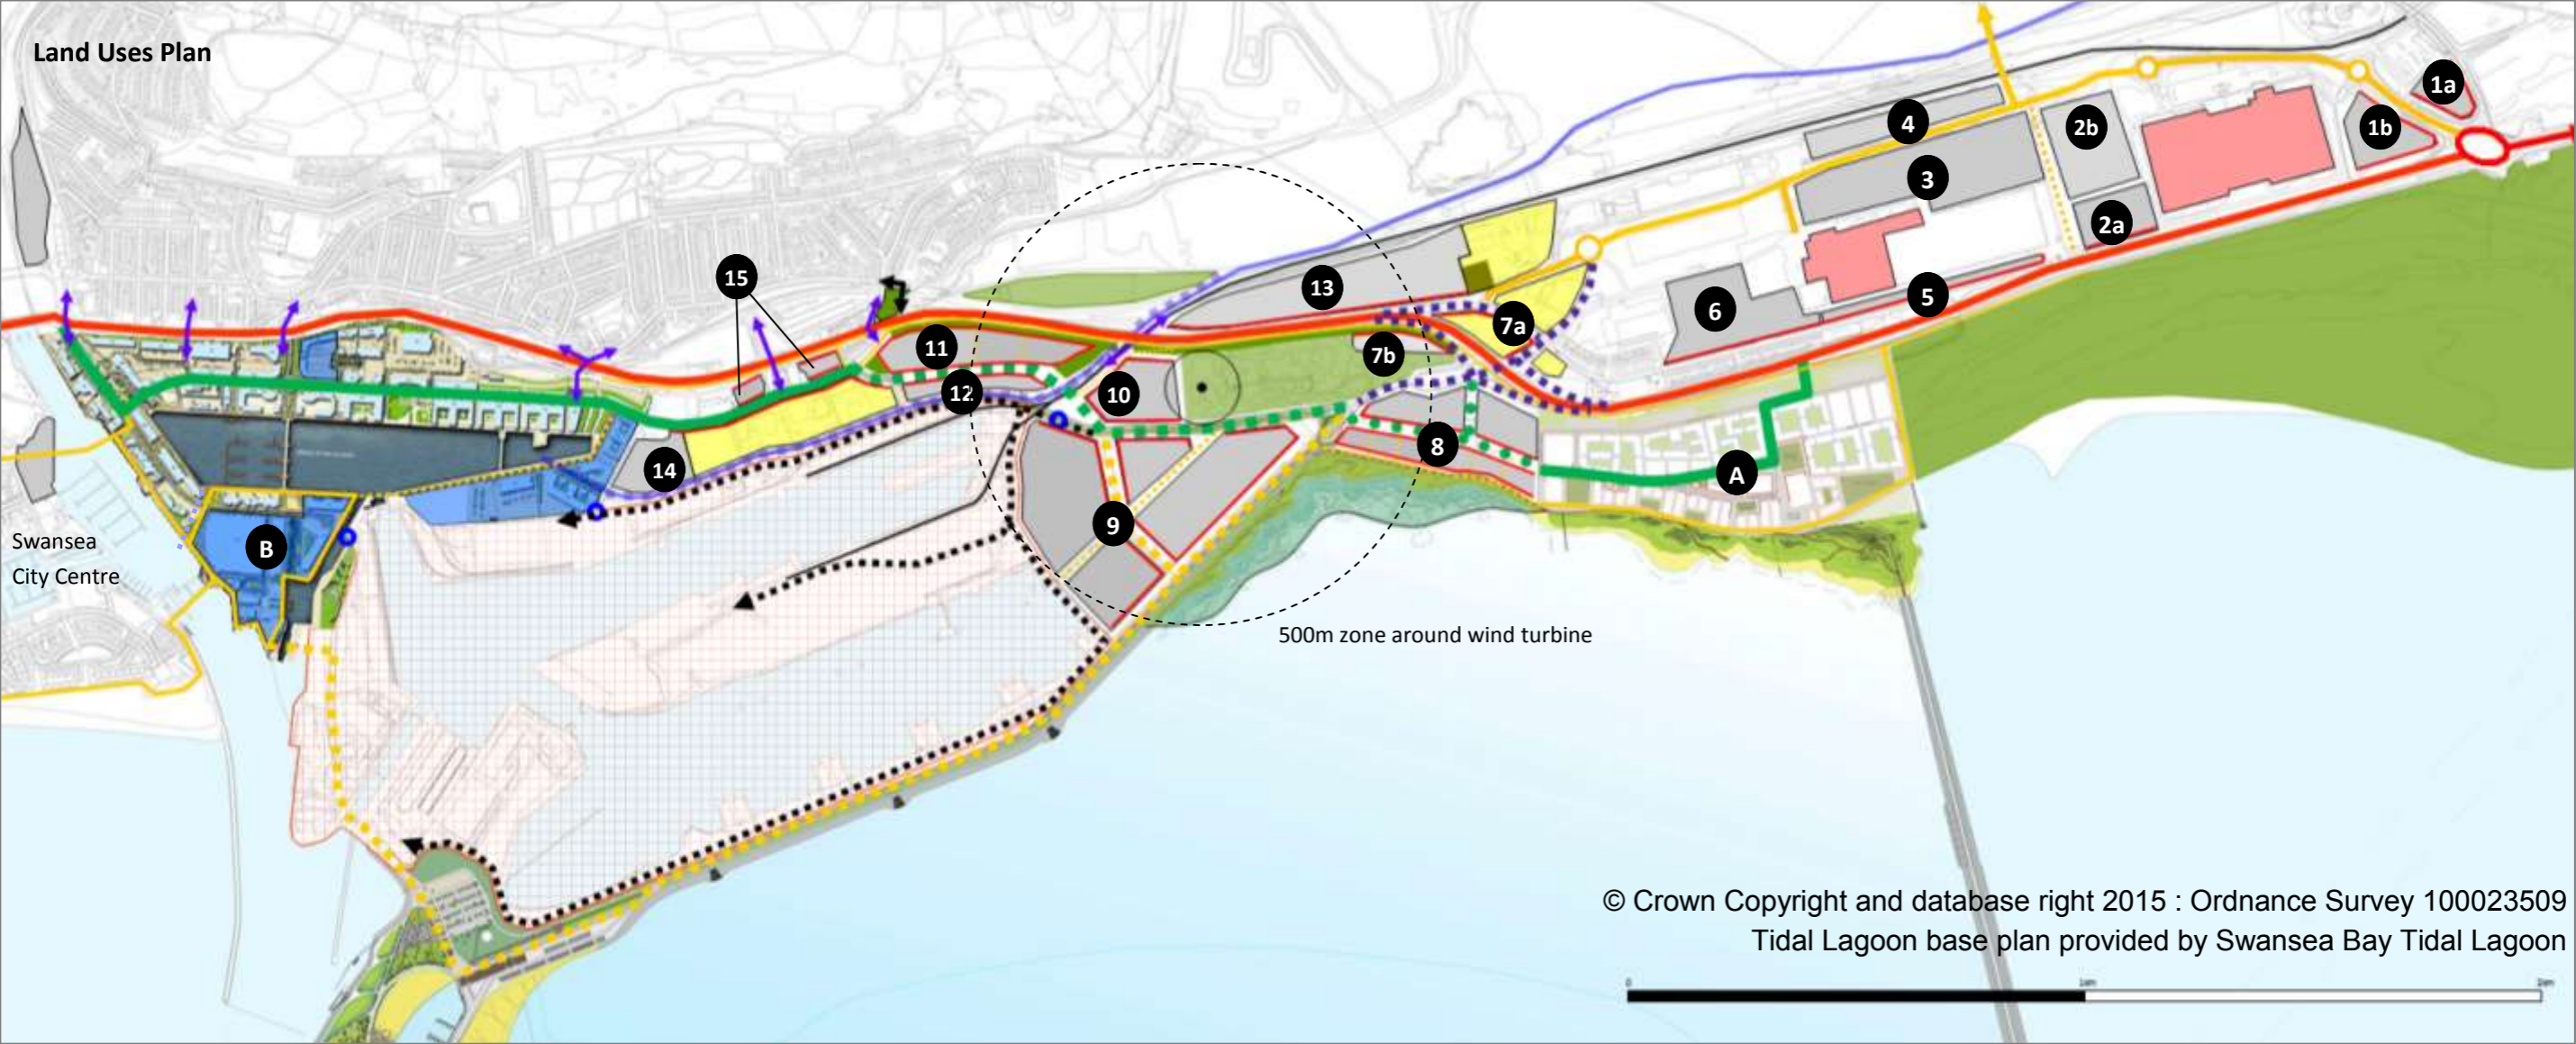 Land Uses Plan
1a
4
2b
1b
3
2a
15
13
5
6
7a
11
7b
12
10
8
14
A
9
Swansea
City Centre
B
500m zone around wind turbine
© Crown Copyright and database right 2015 : Ordnance Survey 100023509
Tidal Lagoon base plan provided by Swansea Bay Tidal Lagoon
0